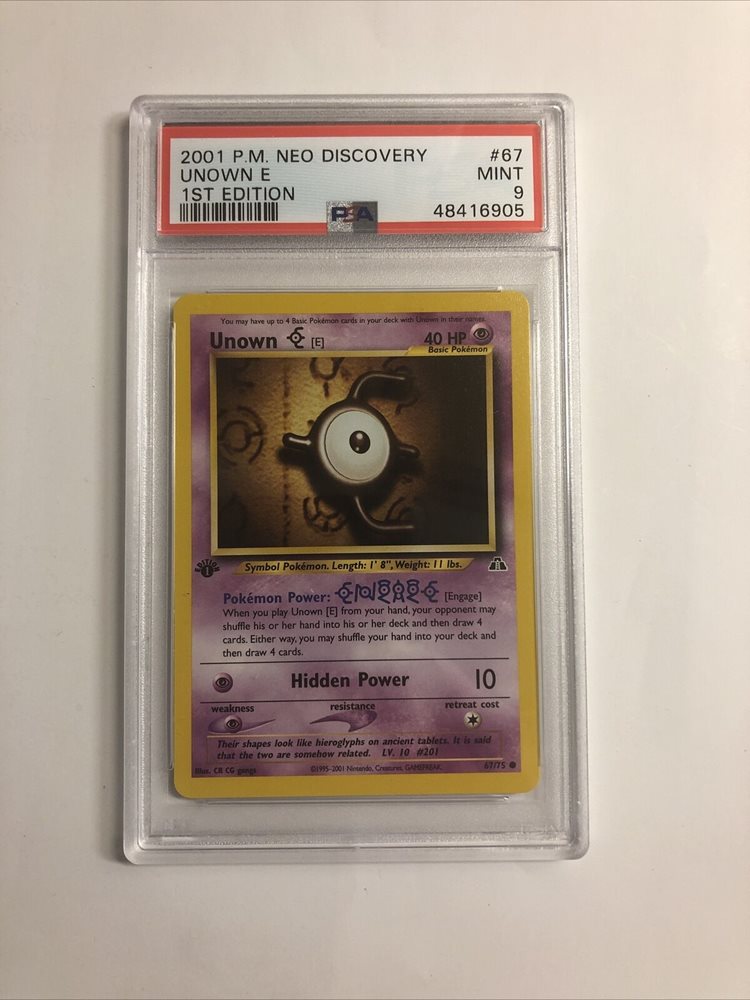 2001 P.M. NEO DISCOVERY #67
UNOWN E MINT
1ST EDITION 9
PSA 48416905
You may have up to 4 Basic Pokémon cards in your deck with Unown in their names.
Unown [E] 40 HP
Basic Pokémon
EDITION 1
Symbol Pokémon. Length: 1' 8", Weight: 11 lbs.
Pokémon Power: ENGAGE [Engage]
When you play Unown [E] from your hand, your opponent may
shuffle his or her hand into his or her deck and then draw 4
cards. Either way, you may shuffle your hand into your deck and
then draw 4 cards.
Hidden Power 10
weakness resistance retreat cost
Their shapes look like hieroglyphs on ancient tablets. It is said
that the two are somehow related. LV. 10 #201
Illus. CR CG gangs ©1995-2001 Nintendo, Creatures, GAMEFREAK. 67/75